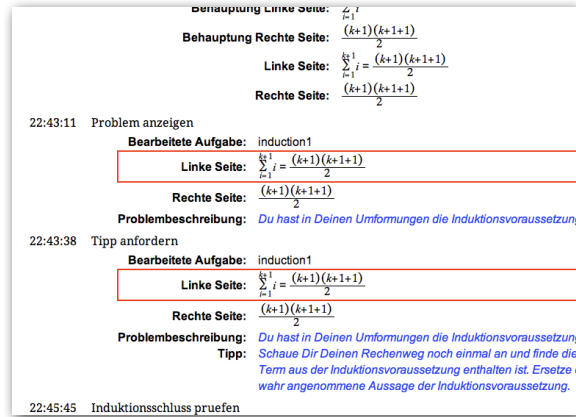 Behauptung Linke Seite: ∑ i=1
Behauptung Rechte Seite: (k+1)(k+1+1)/2
Linke Seite: k+1 ∑ i=1 i = (k+1)(k+1+1)/2
Rechte Seite: (k+1)(k+1+1)/2
22:43:11 Problem anzeigen
Bearbeitete Aufgabe: induction1
Linke Seite: k+1 ∑ i=1 i = (k+1)(k+1+1)/2
Rechte Seite: (k+1)(k+1+1)/2
Problembeschreibung: Du hast in Deinen Umformungen die Induktionsvoraussetzung
22:43:38 Tipp anfordern
Bearbeitete Aufgabe: induction1
Linke Seite: k+1 ∑ i=1 i = (k+1)(k+1+1)/2
Rechte Seite: (k+1)(k+1+1)/2
Problembeschreibung: Du hast in Deinen Umformungen die Induktionsvoraussetzung
Tipp: Schaue Dir Deinen Rechenweg noch einmal an und finde die
Term aus der Induktionsvoraussetzung enthalten ist. Ersetze
wahr angenommene Aussage der Induktionsvoraussetzung.
22:45:45 Induktionsschluss pruefen